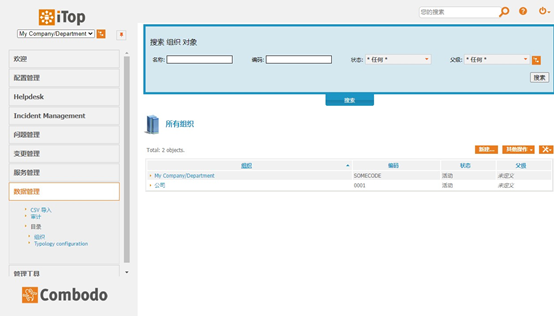 iTop
My Company/Department
您的搜索
欢迎
配置管理
Helpdesk
Incident Management
问题管理
变更管理
服务管理
数据管理
CSV 导入
审计
目录
组织
Typology configuration
管理工具
Combodo
搜索 组织 对象
名称:
编码:
状态: * 任何 *
父级: * 任何 *
搜索
搜索
所有组织
Total: 2 objects.
新建...
其他操作
组织 编码 状态 父级
My Company/Department SOMECODE 活动 未定义
公司 0001 活动 未定义